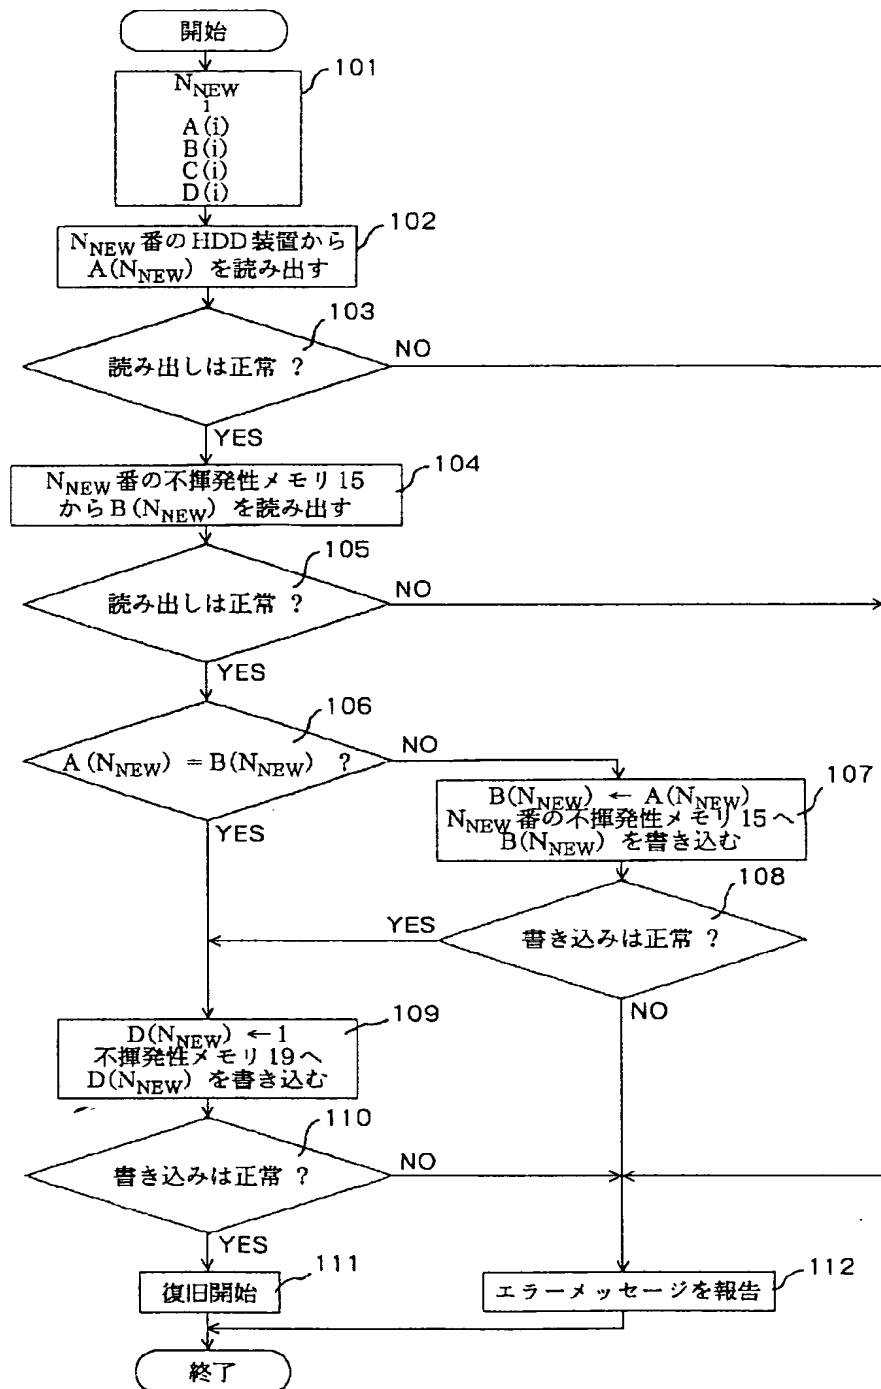 開始
101
N_NEW
i
A(i)
B(i)
C(i)
D(i)
102
N_NEW番のHDD装置から
A(N_NEW) を読み出す
103
読み出しは正常 ?
NO
YES
104
N_NEW番の不揮発性メモリ15
からB(N_NEW) を読み出す
105
読み出しは正常 ?
NO
YES
106
A(N_NEW) = B(N_NEW) ?
NO
YES
107
B(N_NEW) ← A(N_NEW)
N_NEW番の不揮発性メモリ15へ
B(N_NEW) を書き込む
108
書き込みは正常 ?
YES
NO
109
D(N_NEW) ←1
不揮発性メモリ19へ
D(N_NEW) を書き込む
110
書き込みは正常 ?
NO
YES
111
復旧開始
112
エラーメッセージを報告
終了